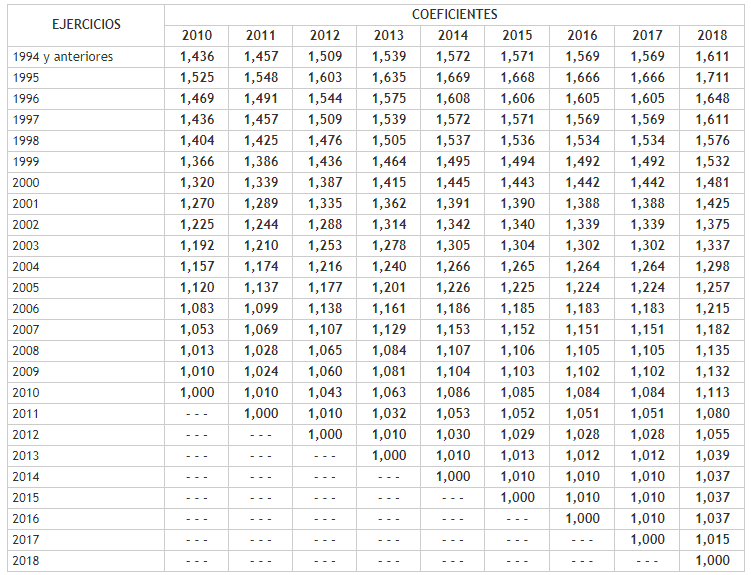 EJERCICIOS COEFICIENTES
2010 2011 2012 2013 2014 2015 2016 2017 2018
1994 y anteriores 1,436 1,457 1,509 1,539 1,572 1,571 1,569 1,569 1,611
1995 1,525 1,548 1,603 1,635 1,669 1,668 1,666 1,666 1,711
1996 1,469 1,491 1,544 1,575 1,608 1,606 1,605 1,605 1,648
1997 1,436 1,457 1,509 1,539 1,572 1,571 1,569 1,569 1,611
1998 1,404 1,425 1,476 1,505 1,537 1,536 1,534 1,534 1,576
1999 1,366 1,386 1,436 1,464 1,495 1,494 1,492 1,492 1,532
2000 1,320 1,339 1,387 1,415 1,445 1,443 1,442 1,442 1,481
2001 1,270 1,289 1,335 1,362 1,391 1,390 1,388 1,388 1,425
2002 1,225 1,244 1,288 1,314 1,342 1,340 1,339 1,339 1,375
2003 1,192 1,210 1,253 1,278 1,305 1,304 1,302 1,302 1,337
2004 1,157 1,174 1,216 1,240 1,266 1,265 1,264 1,264 1,298
2005 1,120 1,137 1,177 1,201 1,226 1,225 1,224 1,224 1,257
2006 1,083 1,099 1,138 1,161 1,186 1,185 1,183 1,183 1,215
2007 1,053 1,069 1,107 1,129 1,153 1,152 1,151 1,151 1,182
2008 1,013 1,028 1,065 1,084 1,107 1,106 1,105 1,105 1,135
2009 1,010 1,024 1,060 1,081 1,104 1,103 1,102 1,102 1,132
2010 1,000 1,010 1,043 1,063 1,086 1,085 1,084 1,084 1,113
2011 - - - 1,000 1,010 1,032 1,053 1,052 1,051 1,051 1,080
2012 - - - - - - 1,000 1,010 1,030 1,029 1,028 1,028 1,055
2013 - - - - - - - - - 1,000 1,010 1,013 1,012 1,012 1,039
2014 - - - - - - - - - - - - 1,000 1,010 1,010 1,010 1,037
2015 - - - - - - - - - - - - - - - 1,000 1,010 1,010 1,037
2016 - - - - - - - - - - - - - - - - - - 1,000 1,010 1,037
2017 - - - - - - - - - - - - - - - - - - - - - 1,000 1,015
2018 - - - - - - - - - - - - - - - - - - - - - - - - 1,000